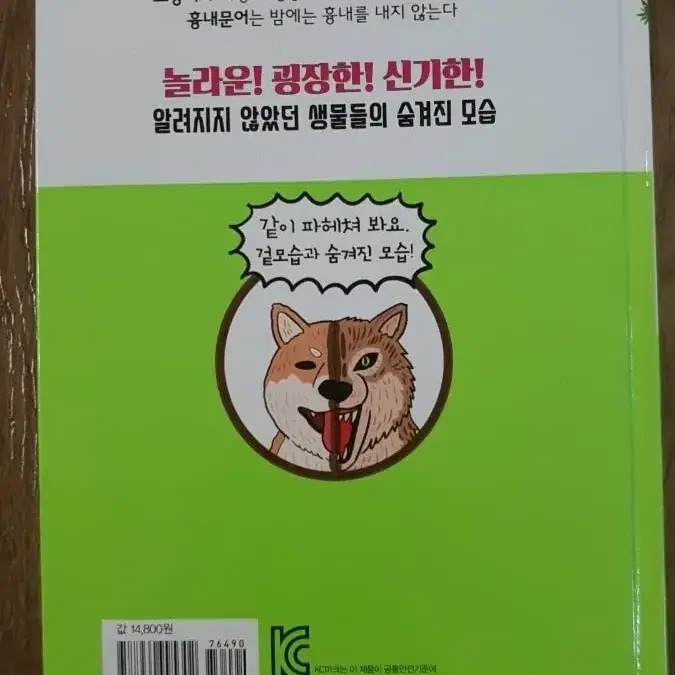 흉내문어는 밤에는 흉내를 내지 않는다
놀라운! 굉장한! 신기한!
알려지지 않았던 생물들의 숨겨진 모습
같이 파헤쳐 봐요.
겉모습과 숨겨진 모습!
값 14,800원
76490
KC마크는 이 제품이 공통안전기준에